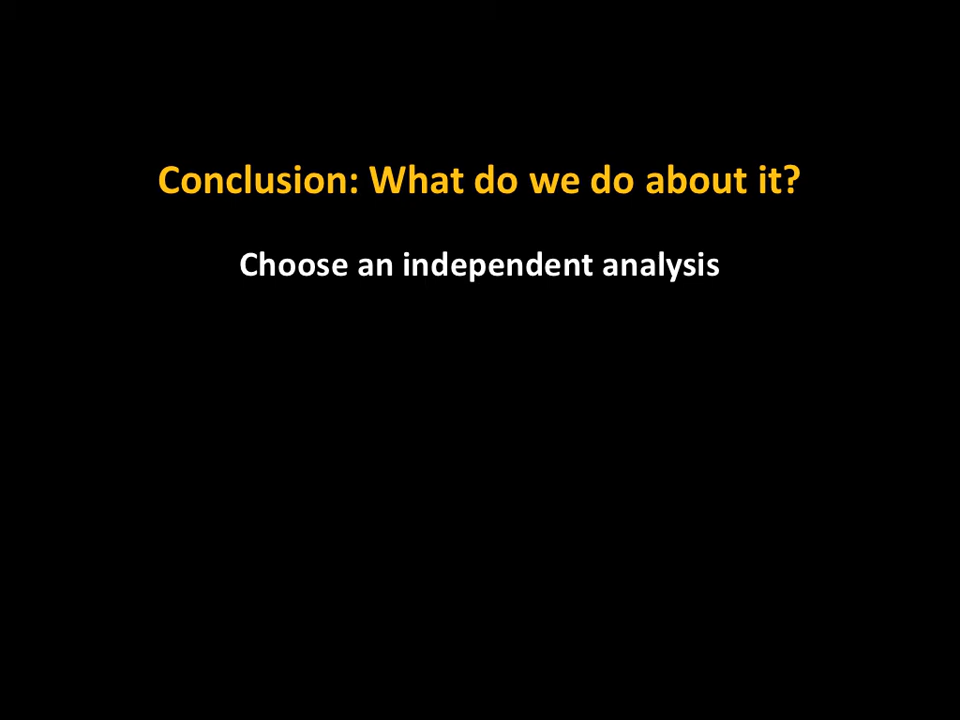 Conclusion: What do we do about it?
Choose an independent analysis